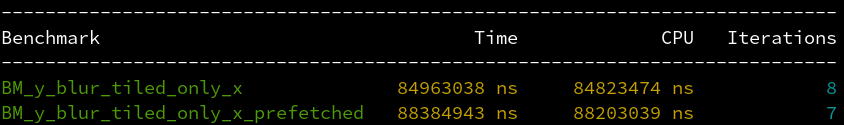 Benchmark Time CPU Iterations
BM_y_blur_tiled_only_x 84963038 ns 84823474 ns 8
BM_y_blur_tiled_only_x_prefetched 88384943 ns 88203039 ns 7